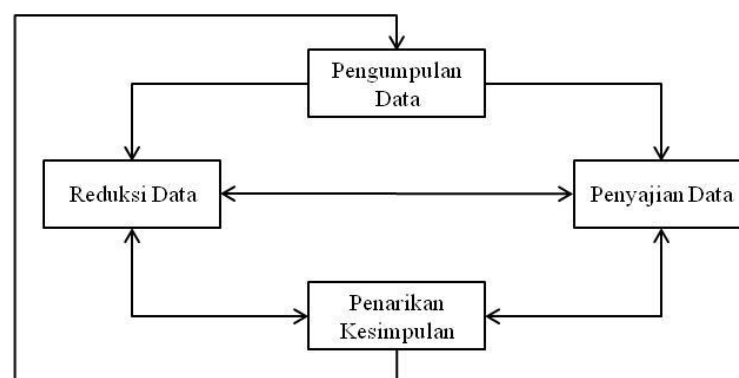 Pengumpulan
Data
Reduksi Data
Penyajian Data
Penarikan
Kesimpulan